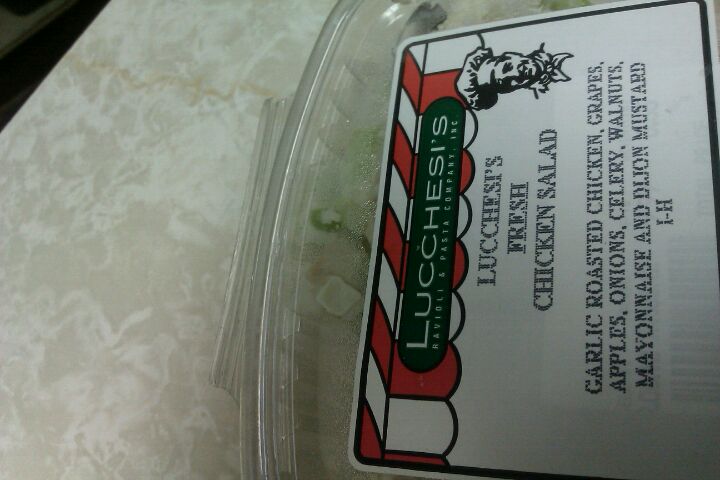 LUCCHESI'S
RAVIOLI & PASTA COMPANY, INC
LUCCHESI'S
FRESH
CHICKEN SALAD
GARLIC ROASTED CHICKEN, GRAPES,
APPLES, ONIONS, CELERY, WALNUTS,
MAYONNAISE AND DIJON MUSTARD
I-H